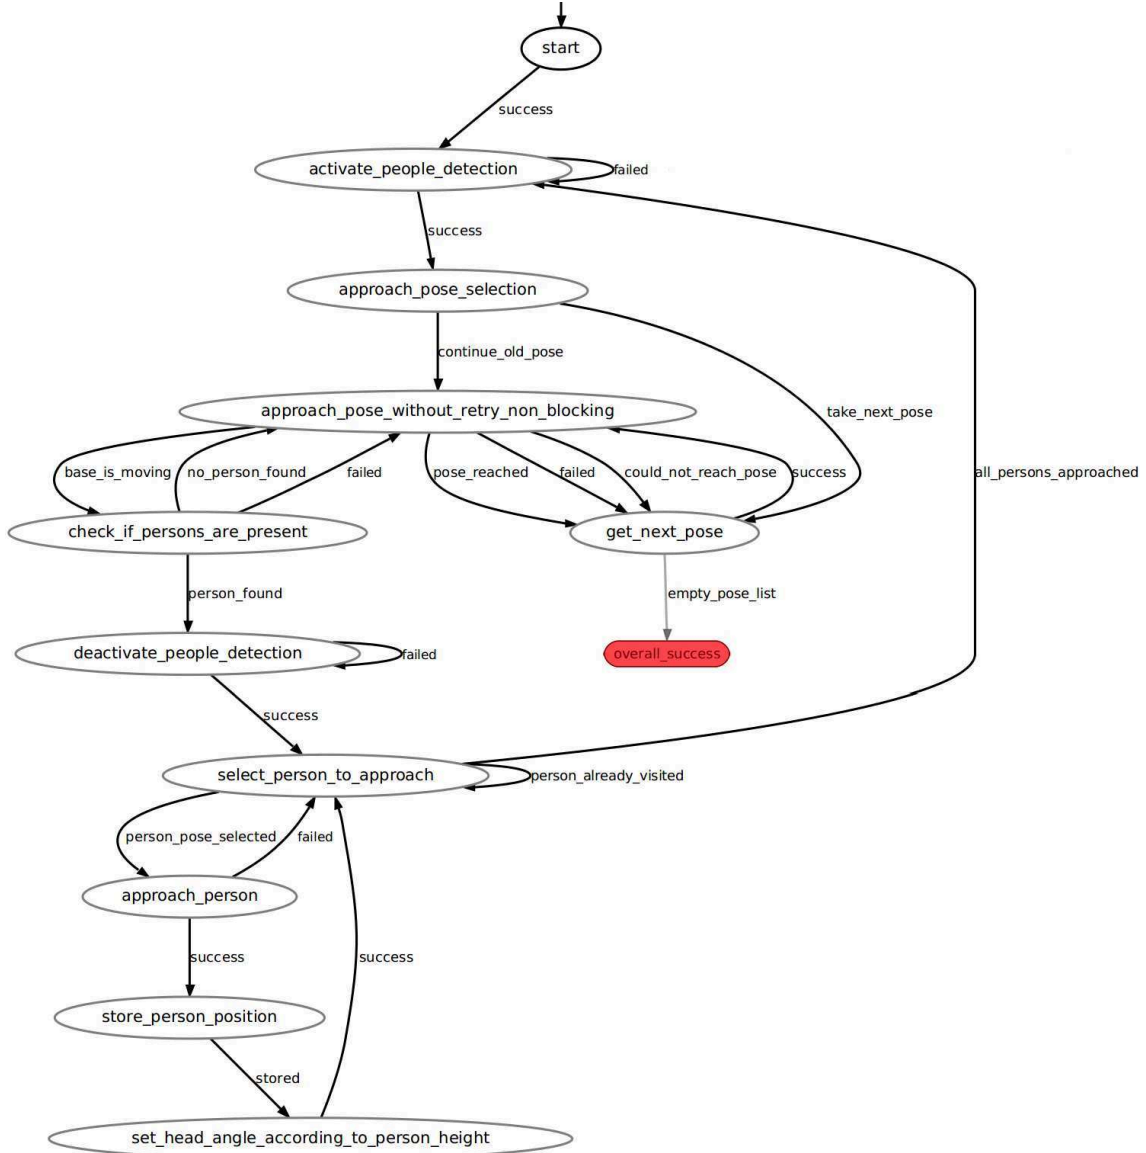 start
success
activate_people_detection
failed
success
approach_pose_selection
continue_old_pose
take_next_pose
approach_pose_without_retry_non_blocking
base_is_moving
no_person_found
failed
pose_reached
failed
could_not_reach_pose
success
all_persons_approached
check_if_persons_are_present
get_next_pose
person_found
empty_pose_list
deactivate_people_detection
failed
overall_success
success
select_person_to_approach
person_already_visited
person_pose_selected
failed
approach_person
success
success
store_person_position
stored
set_head_angle_according_to_person_height